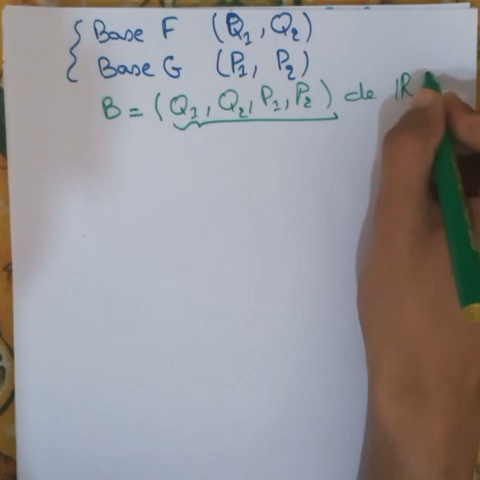 Base F (Q₁, Q₂)
Base G (P₁, P₂)
B = (Q₁, Q₂, P₁, P₂) de IR